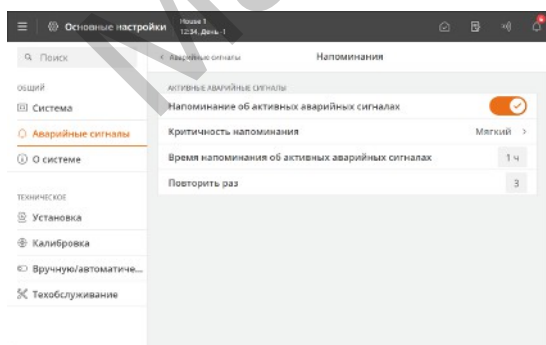 Основные настройки
House 1
12:34, День -1
Поиск
Аварийные сигналы
Напоминания
ОБЩИЙ
Система
Аварийные сигналы
О системе
ТЕХНИЧЕСКОЕ
Установка
Калибровка
Вручную/автоматиче...
Техобслуживание
АКТИВНЫЕ АВАРИЙНЫЕ СИГНАЛЫ
Напоминание об активных аварийных сигналах
Критичность напоминания
Мягкий
Время напоминания об активных аварийных сигналах
1 ч
Повторить раз
3